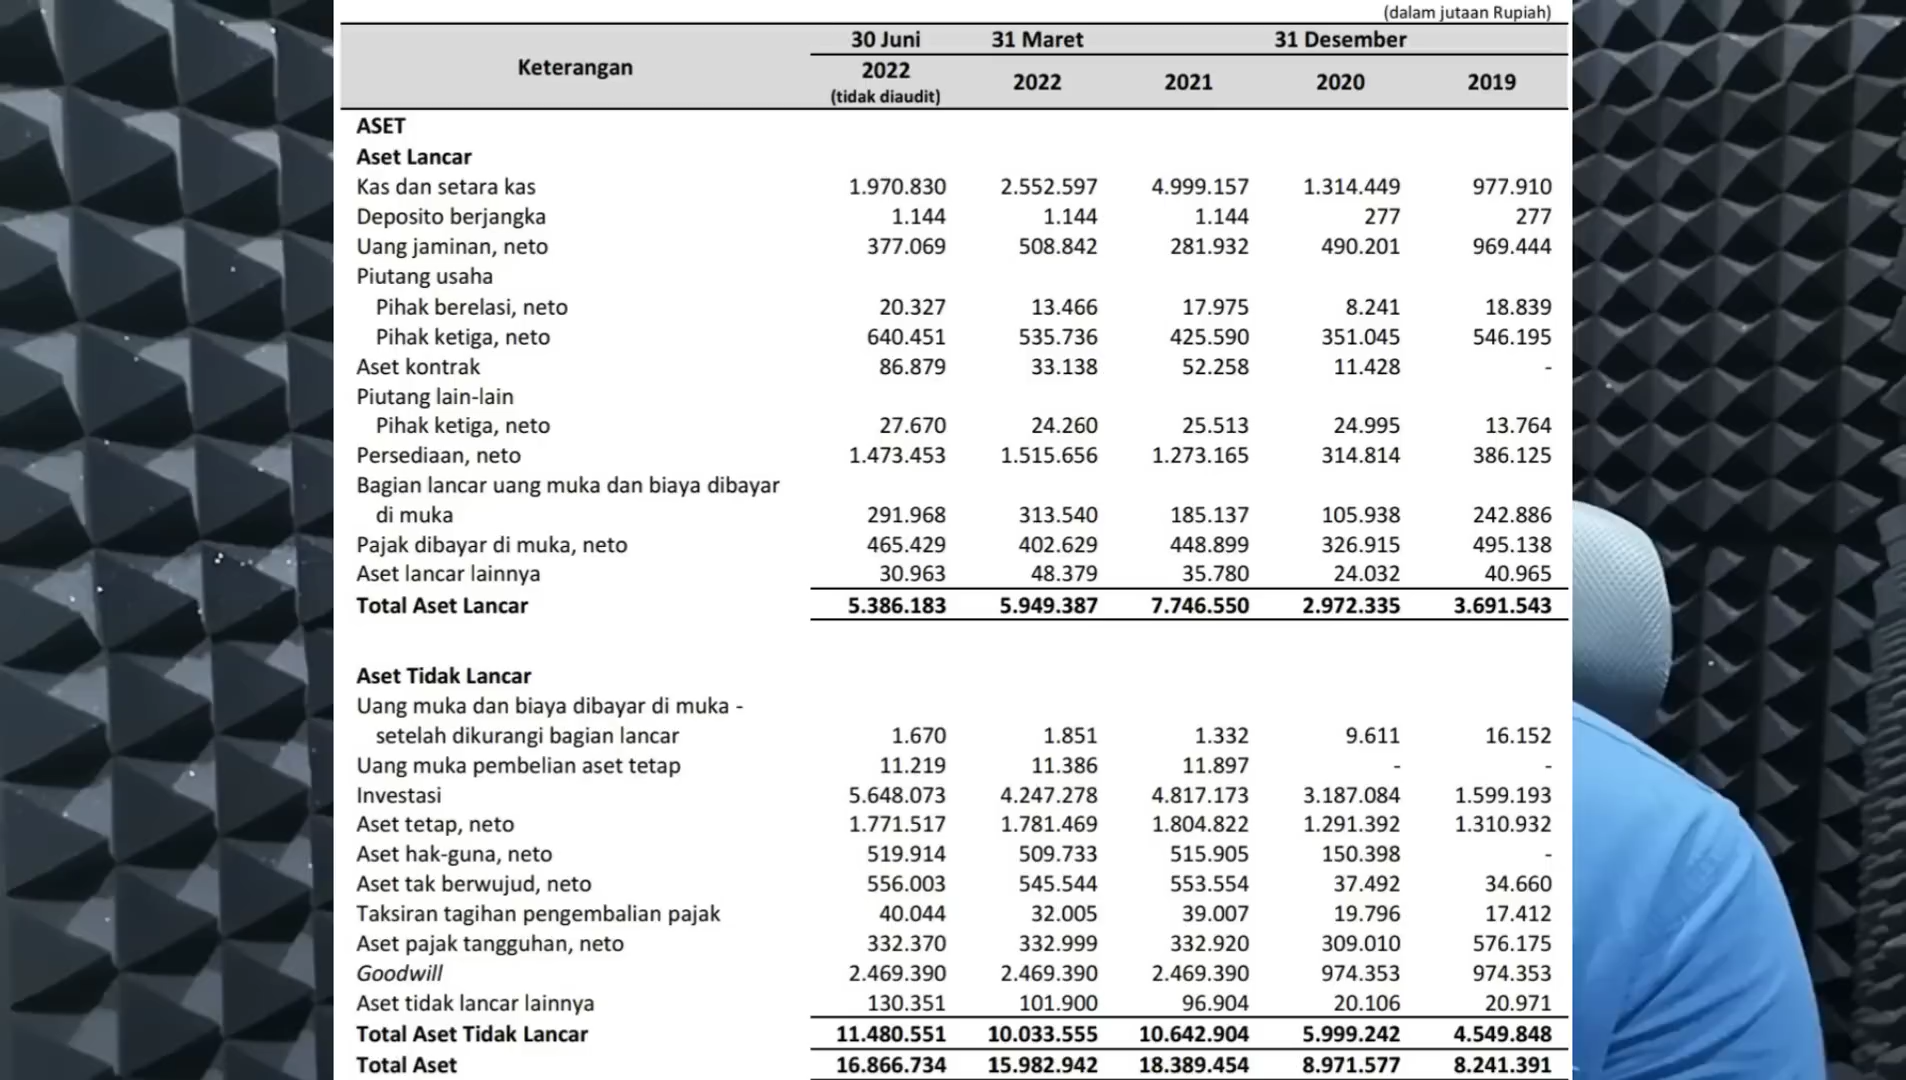 (dalam jutaan Rupiah)
Keterangan 30 Juni 31 Maret 31 Desember
2022 2022 2021 2020 2019
(tidak diaudit)
ASET
Aset Lancar
Kas dan setara kas 1.970.830 2.552.597 4.999.157 1.314.449 977.910
Deposito berjangka 1.144 1.144 1.144 277 277
Uang jaminan, neto 377.069 508.842 281.932 490.201 969.444
Piutang usaha
Pihak berelasi, neto 20.327 13.466 17.975 8.241 18.839
Pihak ketiga, neto 640.451 535.736 425.590 351.045 546.195
Aset kontrak 86.879 33.138 52.258 11.428 -
Piutang lain-lain
Pihak ketiga, neto 27.670 24.260 25.513 24.995 13.764
Persediaan, neto 1.473.453 1.515.656 1.273.165 314.814 386.125
Bagian lancar uang muka dan biaya dibayar
di muka 291.968 313.540 185.137 105.938 242.886
Pajak dibayar di muka, neto 465.429 402.629 448.899 326.915 495.138
Aset lancar lainnya 30.963 48.379 35.780 24.032 40.965
Total Aset Lancar 5.386.183 5.949.387 7.746.550 2.972.335 3.691.543
Aset Tidak Lancar
Uang muka dan biaya dibayar di muka -
setelah dikurangi bagian lancar 1.670 1.851 1.332 9.611 16.152
Uang muka pembelian aset tetap 11.219 11.386 11.897 - -
Investasi 5.648.073 4.247.278 4.817.173 3.187.084 1.599.193
Aset tetap, neto 1.771.517 1.781.469 1.804.822 1.291.392 1.310.932
Aset hak-guna, neto 519.914 509.733 515.905 150.398 -
Aset tak berwujud, neto 556.003 545.544 553.554 37.492 34.660
Taksiran tagihan pengembalian pajak 40.044 32.005 39.007 19.796 17.412
Aset pajak tangguhan, neto 332.370 332.999 332.920 309.010 576.175
Goodwill 2.469.390 2.469.390 2.469.390 974.353 974.353
Aset tidak lancar lainnya 130.351 101.900 96.904 20.106 20.971
Total Aset Tidak Lancar 11.480.551 10.033.555 10.642.904 5.999.242 4.549.848
Total Aset 16.866.734 15.982.942 18.389.454 8.971.577 8.241.391